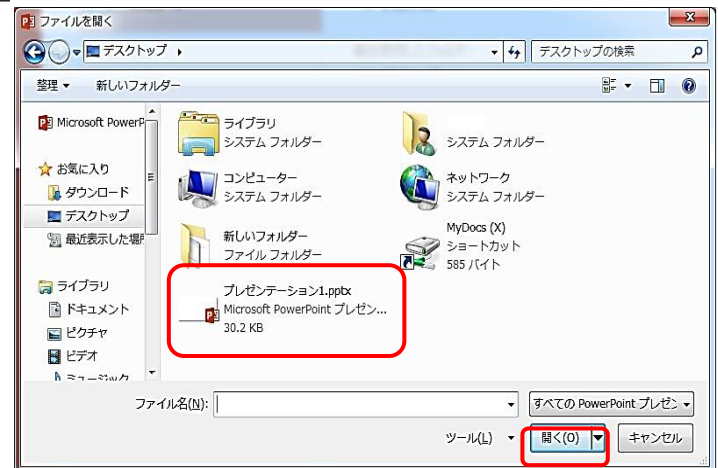 ファイルを開く
デスクトップ
デスクトップの検索
整理
新しいフォルダー
Microsoft PowerP
お気に入り
ダウンロード
デスクトップ
最近表示した場所
ライブラリ
ドキュメント
ピクチャ
ビデオ
ミュージック
ライブラリ
システム フォルダー
システム フォルダー
コンピューター
システム フォルダー
ネットワーク
システム フォルダー
新しいフォルダー
ファイル フォルダー
MyDocs (X)
ショートカット
585 バイト
プレゼンテーション1.pptx
Microsoft PowerPoint プレゼン...
30.2 KB
ファイル名(N):
すべての PowerPoint プレゼン
ツール(L)
開く(O)
キャンセル